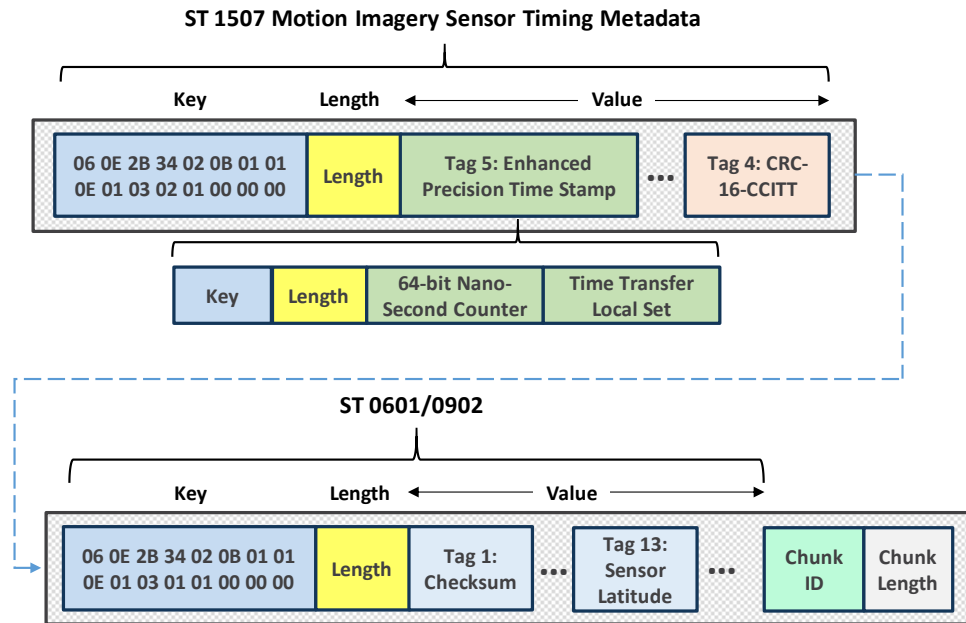 ST 1507 Motion Imagery Sensor Timing Metadata
Key Length Value
06 0E 2B 34 02 0B 01 01
0E 01 03 02 01 00 00 00
Length
Tag 5: Enhanced
Precision Time Stamp
...
Tag 4: CRC-
16-CCITT
Key
Length
64-bit Nano-
Second Counter
Time Transfer
Local Set
ST 0601/0902
Key Length Value
06 0E 2B 34 02 0B 01 01
0E 01 03 01 01 00 00 00
Length
Tag 1:
Checksum
...
Tag 13:
Sensor
Latitude
...
Chunk
ID
Chunk
Length